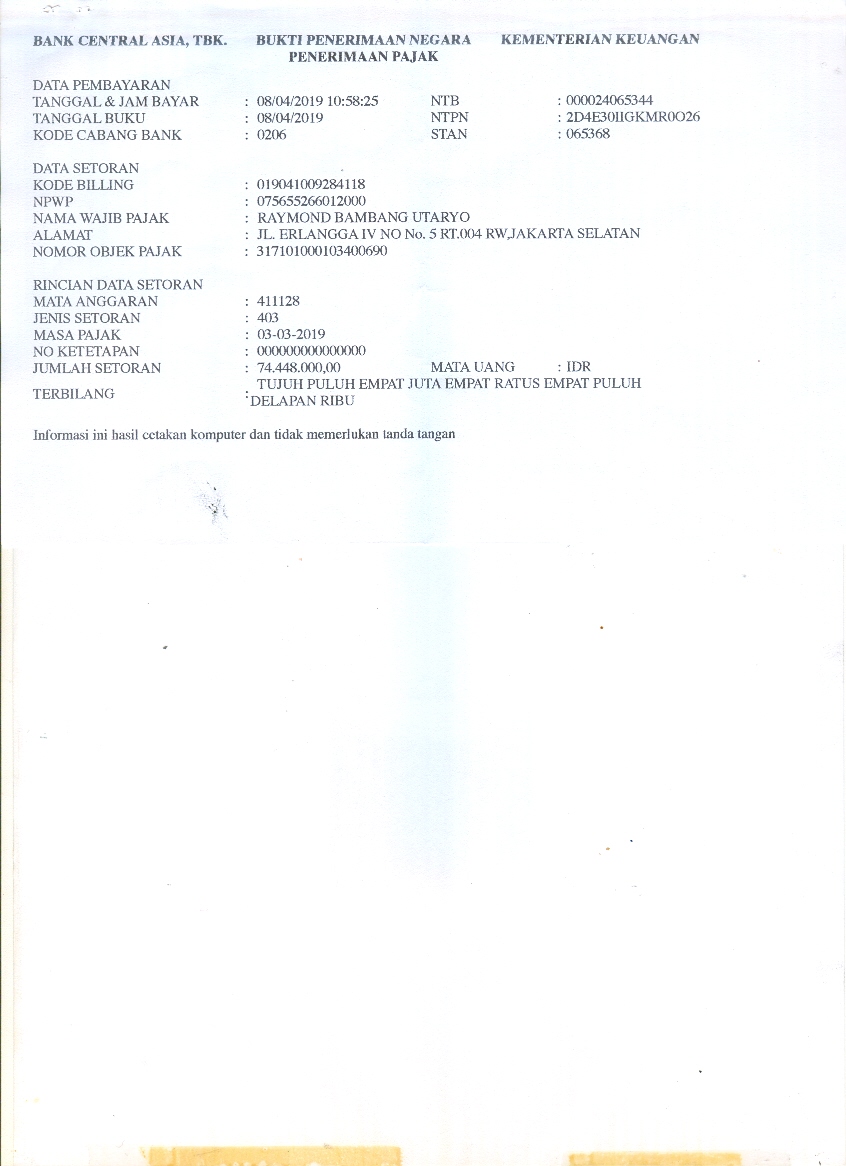 BANK CENTRAL ASIA, TBK. BUKTI PENERIMAAN NEGARA KEMENTERIAN KEUANGAN
PENERIMAAN PAJAK
DATA PEMBAYARAN
TANGGAL & JAM BAYAR : 08/04/2019 10:58:25 NTB : 000024065344
TANGGAL BUKU : 08/04/2019 NTPN : 2D4E30IIGKMR0O26
KODE CABANG BANK : 0206 STAN : 065368
DATA SETORAN
KODE BILLING : 019041009284118
NPWP : 075655266012000
NAMA WAJIB PAJAK : RAYMOND BAMBANG UTARYO
ALAMAT : JL. ERLANGGA IV NO No. 5 RT.004 RW,JAKARTA SELATAN
NOMOR OBJEK PAJAK : 317101000103400690
RINCIAN DATA SETORAN
MATA ANGGARAN : 411128
JENIS SETORAN : 403
MASA PAJAK : 03-03-2019
NO KETETAPAN : 000000000000000
JUMLAH SETORAN : 74.448.000,00 MATA UANG : IDR
TERBILANG : TUJUH PULUH EMPAT JUTA EMPAT RATUS EMPAT PULUH
DELAPAN RIBU
Informasi ini hasil cetakan komputer dan tidak memerlukan tanda tangan